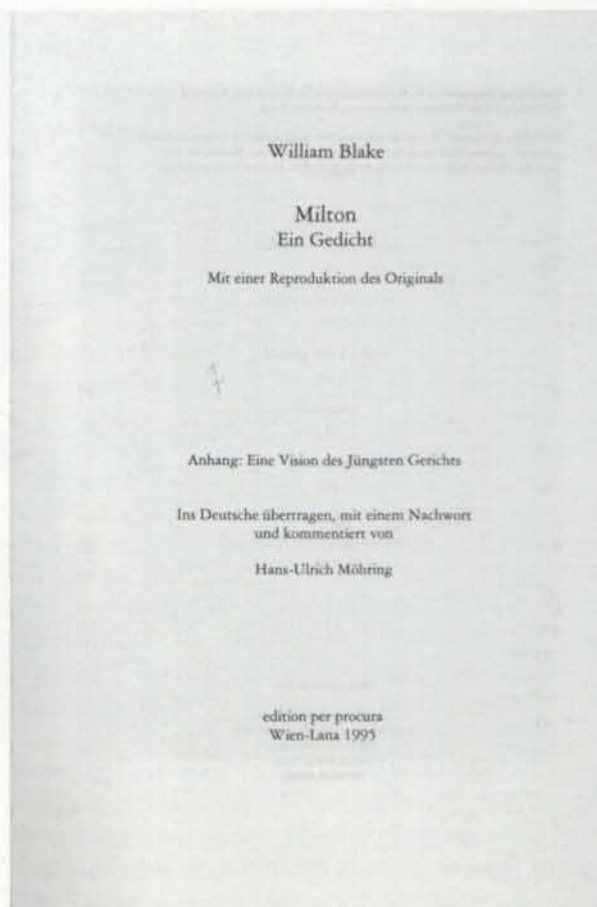 William Blake
Milton
Ein Gedicht
Mit einer Reproduktion des Originals
Anhang: Eine Vision des Jüngsten Gerichts
Ins Deutsche übertragen, mit einem Nachwort
und kommentiert von
Hans-Ulrich Möhring
edition per procura
Wien-Lana 1995